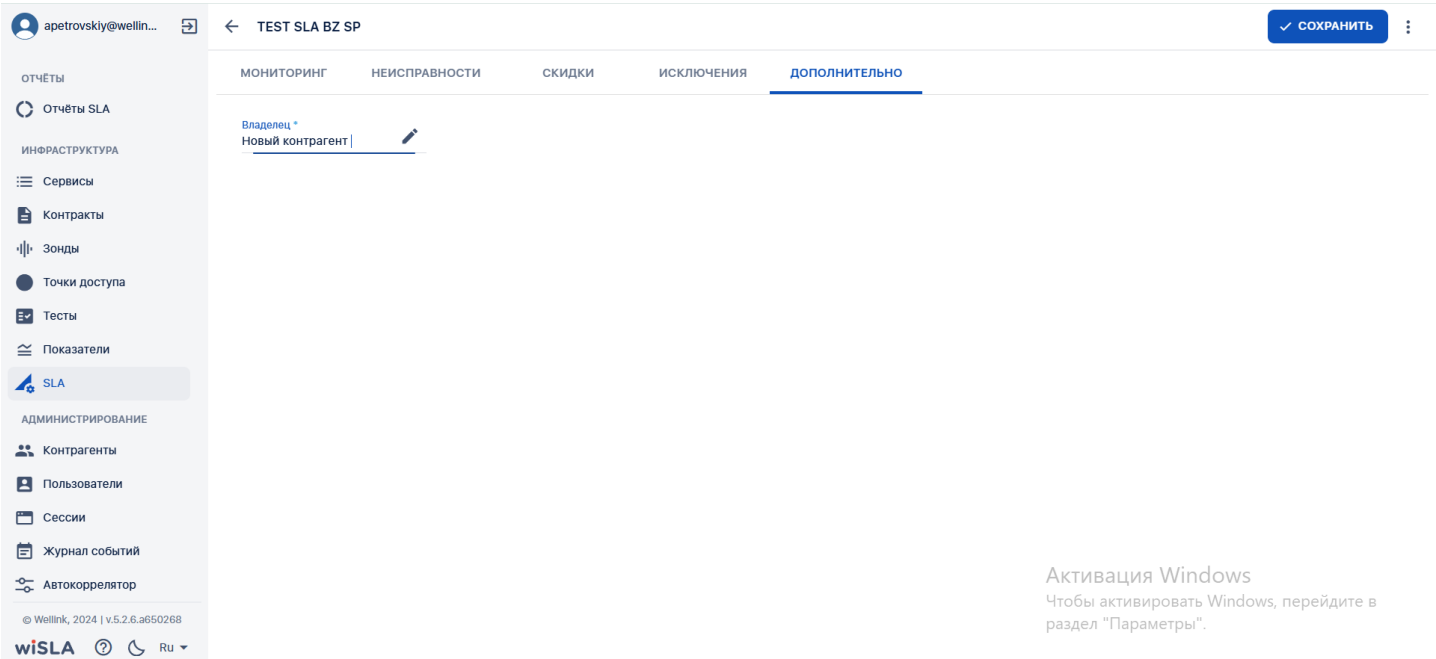 apetrovskiy@wellin...
TEST SLA BZ SP
СОХРАНИТЬ
МОНИТОРИНГ НЕИСПРАВНОСТИ СКИДКИ ИСКЛЮЧЕНИЯ ДОПОЛНИТЕЛЬНО
Владелец *
Новый контрагент
ОТЧЁТЫ
Отчёты SLA
ИНФРАСТРУКТУРА
Сервисы
Контракты
Зонды
Точки доступа
Тесты
Показатели
SLA
АДМИНИСТРИРОВАНИЕ
Контрагенты
Пользователи
Сессии
Журнал событий
Автокоррелятор
© Wellink, 2024 | v.5.2.6.a650268
wiSLA Ru
Активация Windows
Чтобы активировать Windows, перейдите в
раздел "Параметры".